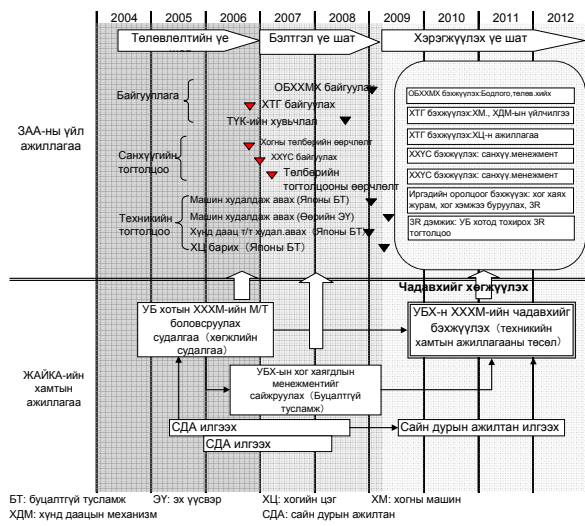 2004 2005 2006 2007 2008 2009 2010 2011 2012
Төлөвлөлтийн үе
Бэлтгэл үе шат
Хэрэгжүүлэх үе шат
ЗАА-ны үйл
ажиллагаа
Байгууллага
ОБХХМХ байгуулах
ХТГ байгуулах
ТҮК-ийн хувьчлал
Санхүүгийн
тогтолцоо
Хогны төлбөрийн өөрчлөлт
ХХҮС байгуулах
Төлбөрийн
тогтолцооны өөрчлөлт
Техникийн
тогтолцоо
Машин худалдаж авах (Японы БТ)
Машин худалдаж авах (Өөрийн ЭҮ)
Хүнд даац т/т худал.авах (Японы БТ)
ХЦ барих (Японы БТ)
ОБХХМХ бэхжүүлэх:Бодлого,төлөв.хийх
ХТГ бэхжүүлэх:ХМ., ХДМ-ын үйлчилгээ
ХТГ бэхжүүлэх:ХЦ-н ажиллагаа
ХХҮС бэхжүүлэх: санхүү.менежмент
ХХҮС бэхжүүлэх: санхүү.менежмент
Иргэдийн оролцоог бэхжүүлэх: хог хаях
журам, хог хэмжээ бууруулах, 3R
3R дэмжих: УБ хотод тохирох 3R
тогтолцоо
Чадавхийг хөгжүүлэх
ЖАЙКА-ийн
хамтын
ажиллагаа
УБ хотын ХХХМ-ийн М/Т
боловсруулах
судалгаа (хөгжлийн
судалгаа)
УБХ-н ХХХМ-ийн чадавхийг
бэхжүүлэх (техникийн
хамтын ажиллагааны төсөл)
УБХ-ын хог хаягдлын
менежментийг
сайжруулах (Буцалтгүй
тусламж)
СДА илгээх
Сайн дурын ажилтан илгээх
СДА илгээх
БТ: буцалтгүй тусламж ЭҮ: эх үүсвэр ХЦ: хогийн цэг ХМ: хогны машин
ХДМ: хүнд даацын механизм СДА: сайн дурын ажилтан